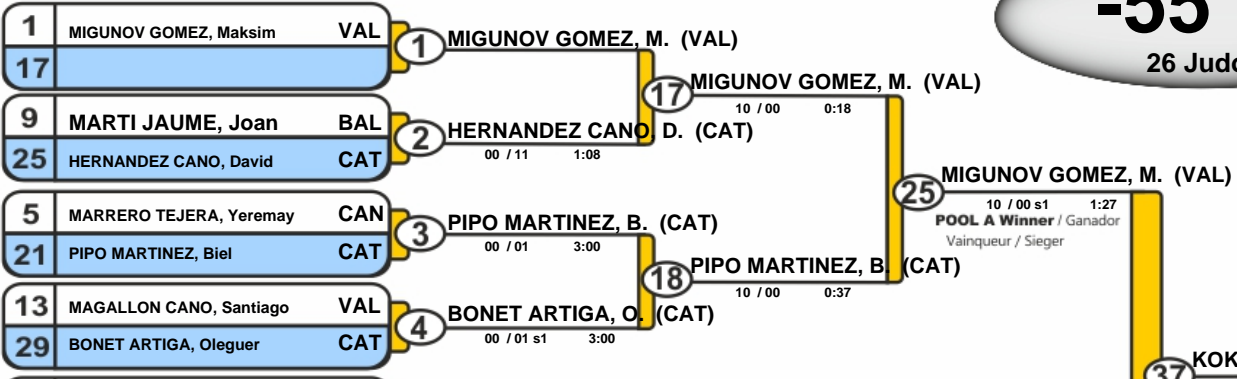 -55
26 Judo
1 MIGUNOV GOMEZ, Maksim VAL
17
1
MIGUNOV GOMEZ, M. (VAL)
9 MARTI JAUME, Joan BAL
25 HERNANDEZ CANO, David CAT
2
HERNANDEZ CANO, D. (CAT)
00 / 11 1:08
17
MIGUNOV GOMEZ, M. (VAL)
10 / 00 0:18
5 MARRERO TEJERA, Yeremay CAN
21 PIPO MARTINEZ, Biel CAT
3
PIPO MARTINEZ, B. (CAT)
00 / 01 3:00
13 MAGALLON CANO, Santiago VAL
29 BONET ARTIGA, Oleguer CAT
4
BONET ARTIGA, O. (CAT)
00 / 01 s1 3:00
18
PIPO MARTINEZ, B. (CAT)
10 / 00 0:37
25
MIGUNOV GOMEZ, M. (VAL)
10 / 00 s1 1:27
POOL A Winner / Ganador
Vainqueur / Sieger
37
KOK